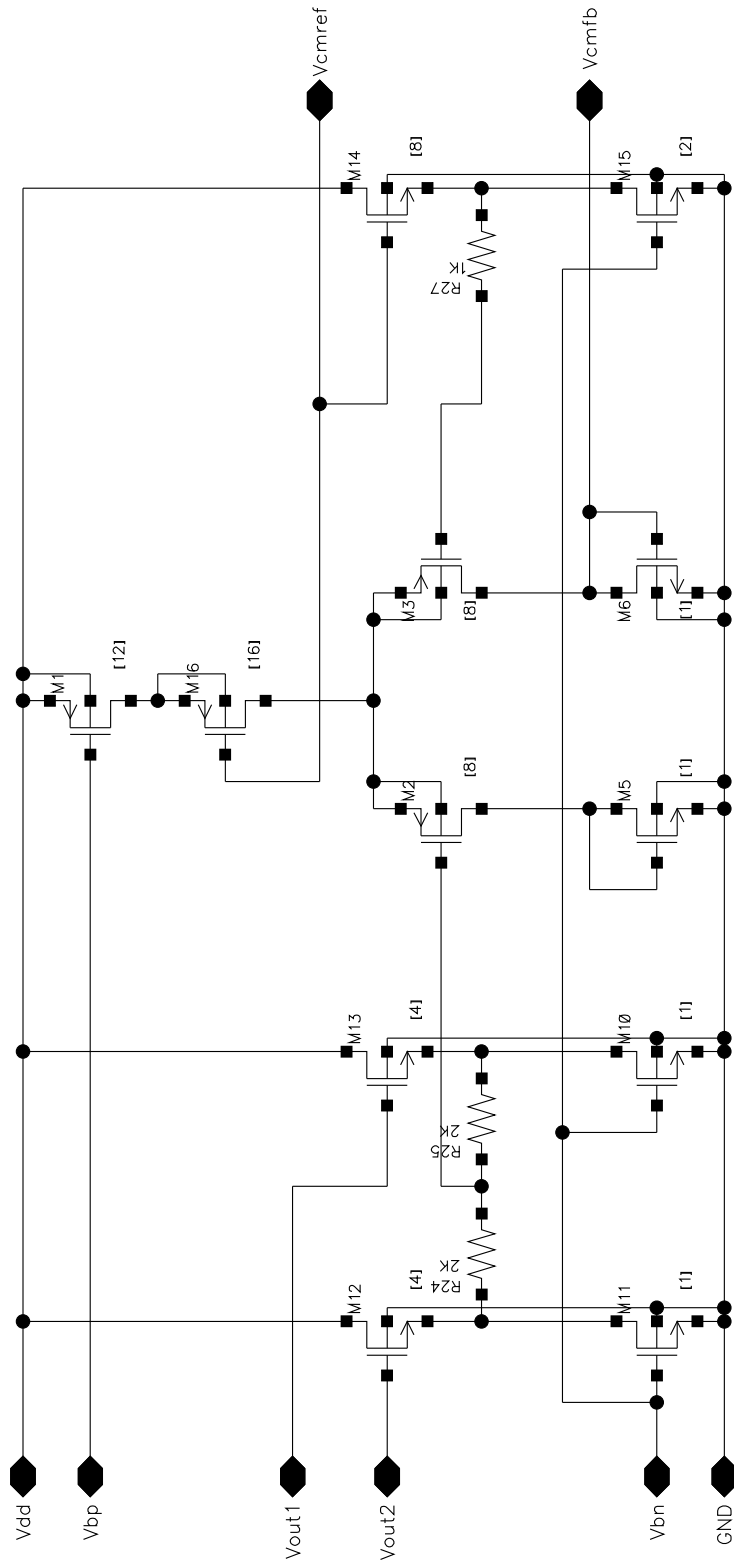 Vcmref
Vcmfb
M14
[8]
M15
[2]
1K
R27
M1
[12]
M16
[16]
M3
[8]
M6
[1]
M2
[8]
M5
[1]
M13
[4]
M10
[1]
2K
R25
2K
R24
M12
[4]
M11
[1]
Vdd
Vbp
Vout1
Vout2
Vbn
GND